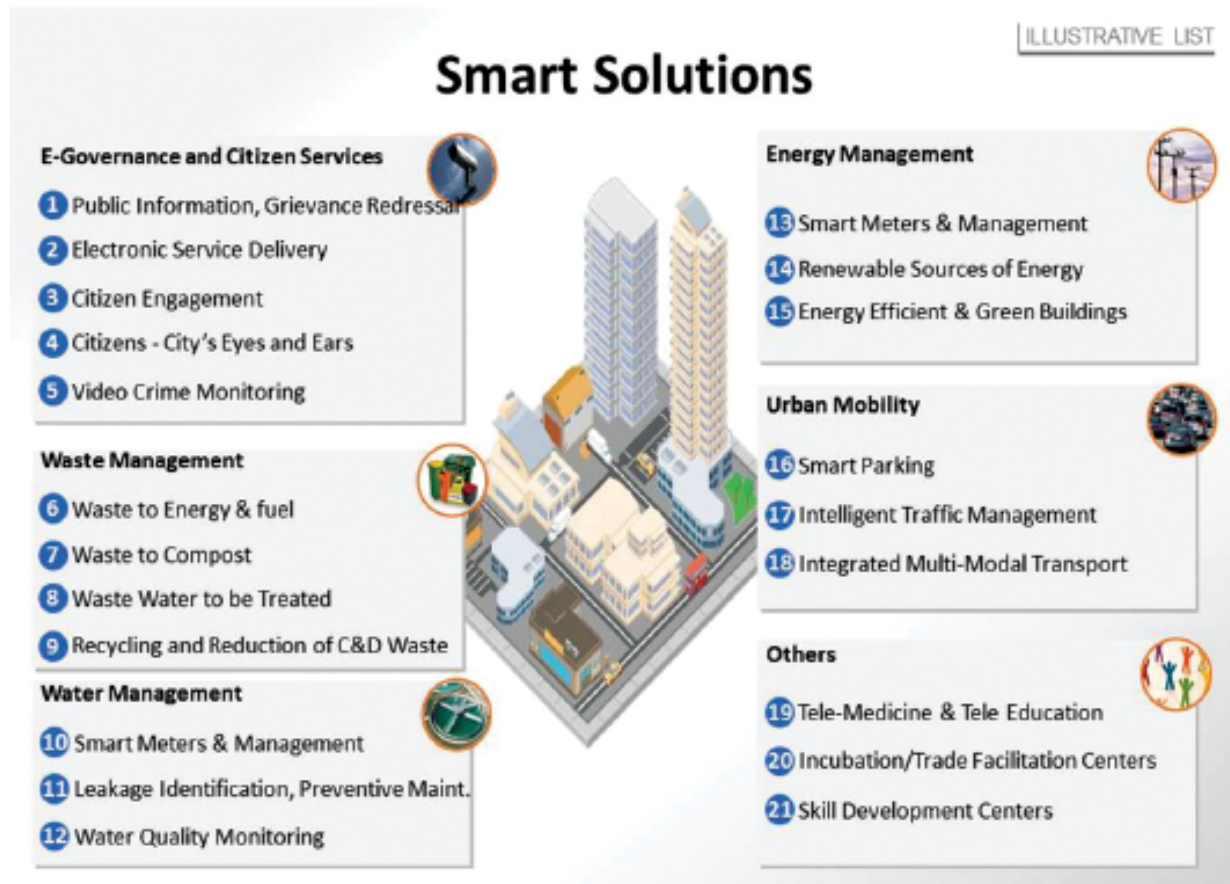 ILLUSTRATIVE LIST
Smart Solutions
E-Governance and Citizen Services
1 Public Information, Grievance Redressal
2 Electronic Service Delivery
3 Citizen Engagement
4 Citizens - City's Eyes and Ears
5 Video Crime Monitoring
Waste Management
6 Waste to Energy & fuel
7 Waste to Compost
8 Waste Water to be Treated
9 Recycling and Reduction of C&D Waste
Water Management
10 Smart Meters & Management
11 Leakage Identification, Preventive Maint.
12 Water Quality Monitoring
Energy Management
13 Smart Meters & Management
14 Renewable Sources of Energy
15 Energy Efficient & Green Buildings
Urban Mobility
16 Smart Parking
17 Intelligent Traffic Management
18 Integrated Multi-Modal Transport
Others
19 Tele-Medicine & Tele Education
20 Incubation/Trade Facilitation Centers
21 Skill Development Centers